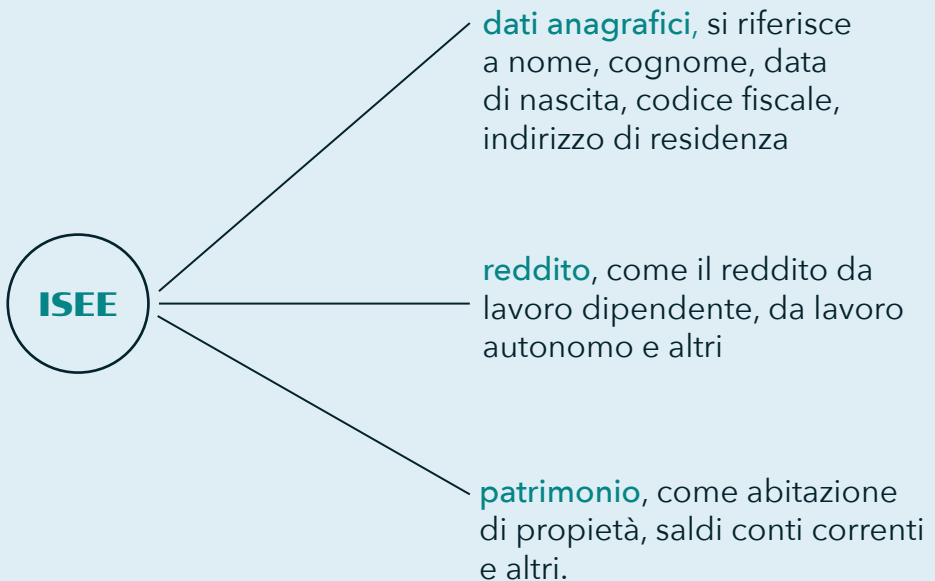 dati anagrafici, si riferisce
a nome, cognome, data
di nascita, codice fiscale,
indirizzo di residenza
ISEE
reddito, come il reddito da
lavoro dipendente, da lavoro
autonomo e altri
patrimonio, come abitazione
di propietà, saldi conti correnti
e altri.